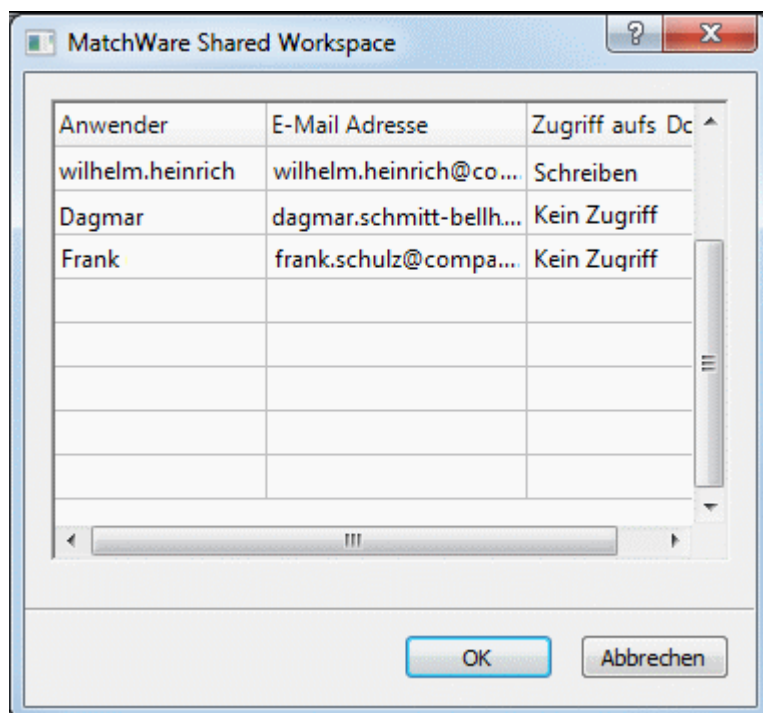 MatchWare Shared Workspace
Anwender E-Mail Adresse Zugriff aufs Dc
wilhelm.heinrich wilhelm.heinrich@co... Schreiben
Dagmar dagmar.schmitt-bellh... Kein Zugriff
Frank frank.schulz@compa... Kein Zugriff
OK Abbrechen